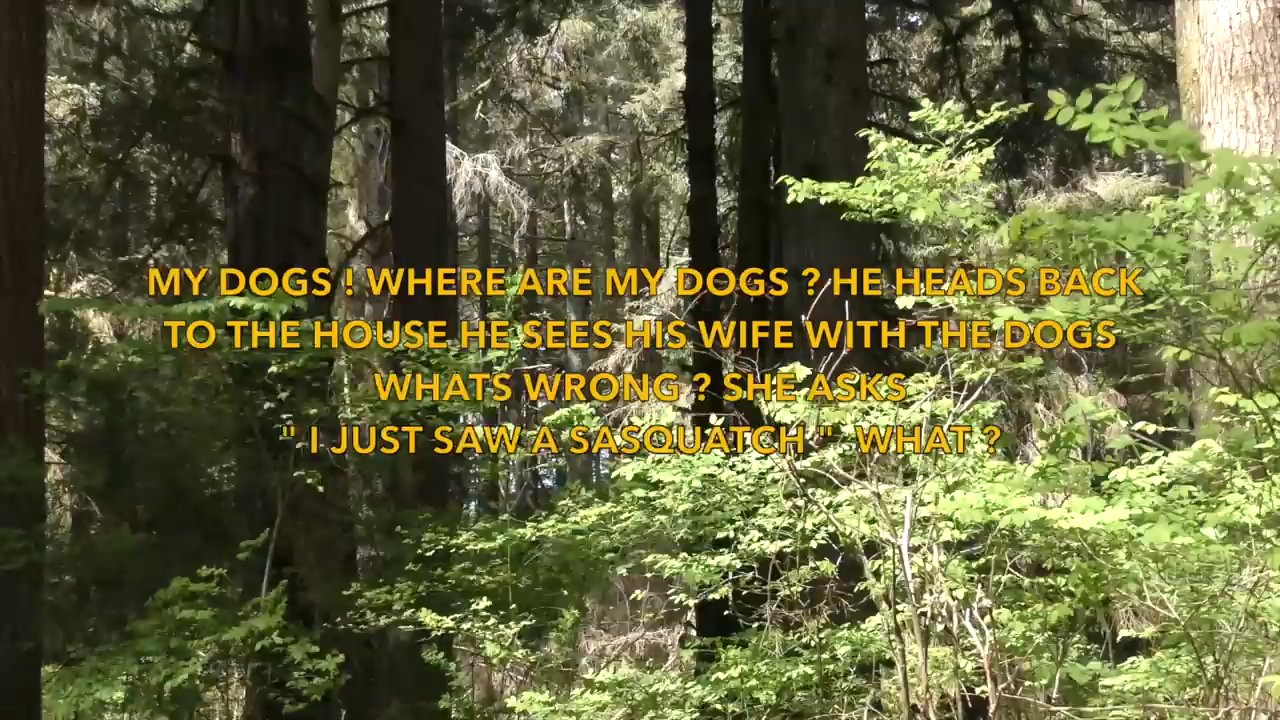 MY DOGS ! WHERE ARE MY DOGS ? HE HEADS BACK
TO THE HOUSE HE SEES HIS WIFE WITH THE DOGS
WHATS WRONG ? SHE ASKS
" I JUST SAW A SASQUATCH "  WHAT ?